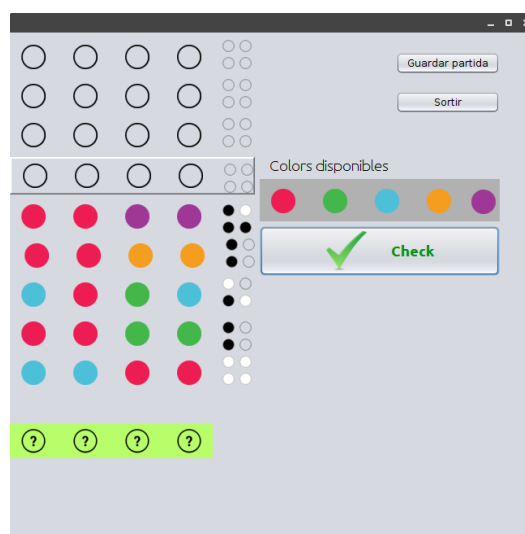 Guardar partida
Sortir
Colors disponibles
Check
? ? ? ?